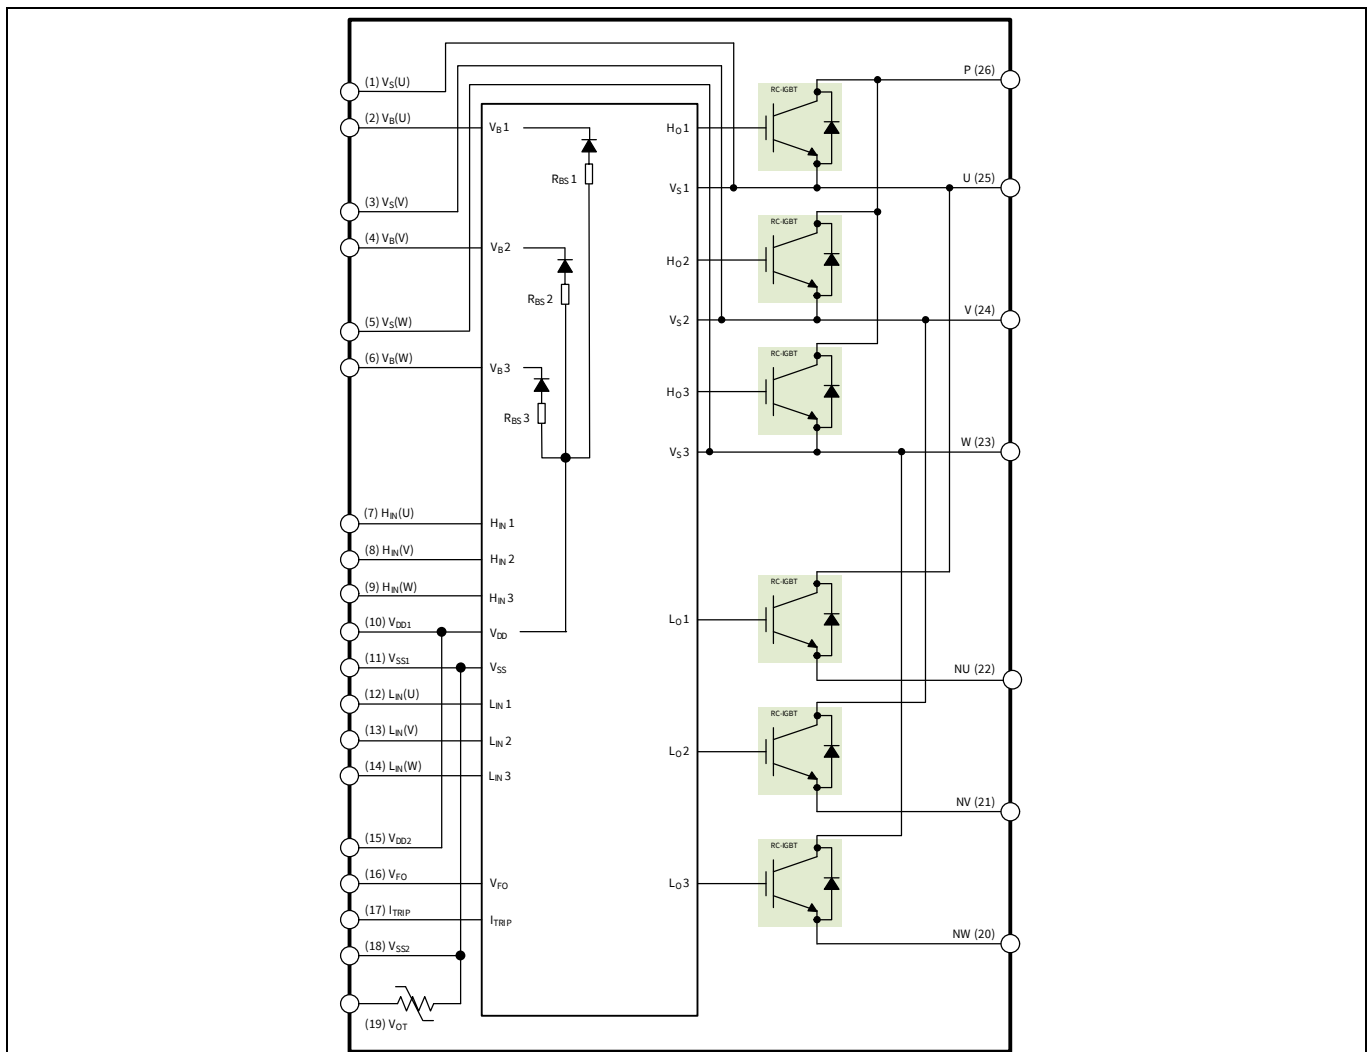 (1) VS(U)
(2) VB(U)
(3) VS(V)
(4) VB(V)
(5) VS(W)
(6) VB(W)
(7) HIN(U)
(8) HIN(V)
(9) HIN(W)
(10) VDD1
(11) VSS1
(12) LIN(U)
(13) LIN(V)
(14) LIN(W)
(15) VDD2
(16) VFO
(17) ITRIP
(18) VSS2
(19) VOT
VB1
RBS1
VB2
RBS2
VB3
RBS3
HIN1
HIN2
HIN3
VDD
VSS
LIN1
LIN2
LIN3
VFO
ITRIP
HO1
VS1
HO2
VS2
HO3
VS3
LO1
LO2
LO3
RC-IGBT
RC-IGBT
RC-IGBT
RC-IGBT
RC-IGBT
RC-IGBT
P (26)
U (25)
V (24)
W (23)
NU (22)
NV (21)
NW (20)